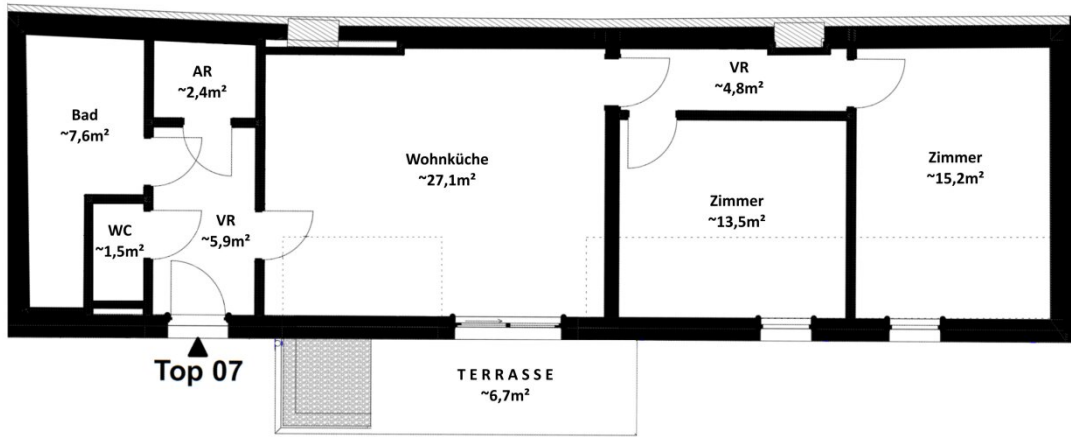 AR
~2,4m²
VR
~4,8m²
Bad
~7,6m²
Wohnküche
~27,1m²
Zimmer
~15,2m²
Zimmer
~13,5m²
WC
~1,5m²
VR
~5,9m²
Top 07
TERRASSE
~6,7m²